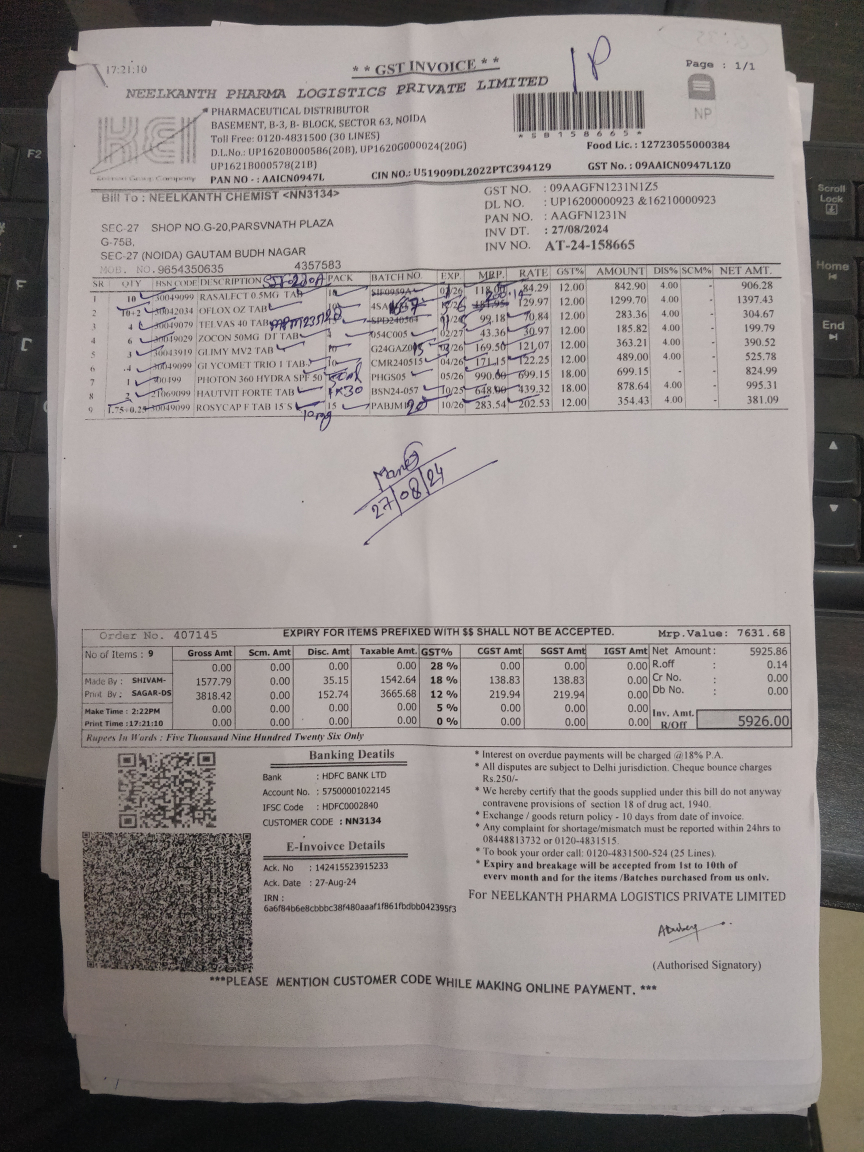 17:21:10
** GST INVOICE **
1P
Page : 1/1
NEELKANTH PHARMA LOGISTICS PRIVATE LIMITED
PHARMACEUTICAL DISTRIBUTOR
BASEMENT, B-3, B- BLOCK, SECTOR 63, NOIDA
Toll Free: 0120-4831500 (30 LINES)
D.L.No.: UP1620B000586(20B), UP1620G000024(20G)
UP1621B000578(21B)
PAN NO - : AAICN0947L
*58158665*
NP
Food Lic. : 12723055000384
CIN NO.: U51909DL2022PTC394129
GST No. : 09AAICN0947L1Z0
Bill To : NEELKANTH CHEMIST <NN3134>
SEC-27 SHOP NO.G-20,PARSVNATH PLAZA
G-75B,
SEC-27 (NOIDA) GAUTAM BUDH NAGAR
MOB. NO.9654350635 4357583
GST NO. : 09AAGFN1231N1Z5
DL NO. : UP16200000923 &16210000923
PAN NO. : AAGFN1231N
INV DT. : 27/08/2024
INV NO. AT-24-158665
SR QTY HSN CODE DESCRIPTION PACK BATCH NO. EXP. MRP. RATE GST% AMOUNT DIS% SCM% NET AMT.
1 10 30049099 RASALECT 0.5MG TAB 84.29 12.00 842.90 4.00 - 906.28
2 10+2 30042034 OFLOX OZ TAB 129.97 12.00 1299.70 4.00 - 1397.43
3 4 30049079 TELVAS 40 TAB 99.18 70.84 12.00 283.36 4.00 - 304.67
4 6 30049029 ZOCON 50MG DT TAB 054C005 02/27 43.36 30.97 12.00 185.82 4.00 - 199.79
5 3 30043919 GLIMY MV2 TAB 169.50 121.07 12.00 363.21 4.00 - 390.52
6 4 30049099 GLYCOMET TRIO 1 TAB CMR240515 04/26 171.15 122.25 12.00 489.00 4.00 - 525.78
7 1 PHOTON 360 HYDRA SPF 50 PHGS05 05/26 990.00 699.15 18.00 699.15 - - 824.99
8 2 21069099 HAUTVIT FORTE TAB 1*30 BSN24-057 10/25 648.00 439.32 18.00 878.64 4.00 - 995.31
9 1.75+0.25 30049099 ROSYCAP F TAB 15'S 15 10/26 283.54 202.53 12.00 354.43 4.00 - 381.09
10mg
27/08/24
Order No. 407145 EXPIRY FOR ITEMS PREFIXED WITH $$ SHALL NOT BE ACCEPTED. Mrp.Value: 7631.68
No of Items : 9 Gross Amt Scm. Amt Disc. Amt Taxable Amt. GST% CGST Amt SGST Amt IGST Amt Net Amount : 5925.86
0.00 0.00 0.00 0.00 28 % 0.00 0.00 0.00 R.off : 0.14
Made By : SHIVAM- 1577.79 0.00 35.15 1542.64 18 % 138.83 138.83 0.00 Cr No. : 0.00
Print By : SAGAR-DS 3818.42 0.00 152.74 3665.68 12 % 219.94 219.94 0.00 Db No. : 0.00
Make Time : 2:22PM 0.00 0.00 0.00 0.00 5 % 0.00 0.00 0.00
Print Time :17:21:10 0.00 0.00 0.00 0.00 0 % 0.00 0.00 0.00 Inv. Amt. R/Off 5926.00
Rupees In Words : Five Thousand Nine Hundred Twenty Six Only
Banking Deatils
Bank : HDFC BANK LTD
Account No. : 57500001022145
IFSC Code : HDFC0002840
CUSTOMER CODE : NN3134
E-Invoivce Details
Ack. No : 142415523915233
Ack. Date : 27-Aug-24
IRN :
6a6f84b6e8cbbbc38f480aaaf1f861fbdbb042395f3
* Interest on overdue payments will be charged @18% P.A.
* All disputes are subject to Delhi jurisdiction. Cheque bounce charges
Rs.250/-
* We hereby certify that the goods supplied under this bill do not anyway
contravene provisions of section 18 of drug act, 1940.
* Exchange / goods return policy - 10 days from date of invoice.
* Any complaint for shortage/mismatch must be reported within 24hrs to
08448813732 or 0120-4831515.
* To book your order call: 0120-4831500-524 (25 Lines).
* Expiry and breakage will be accepted from 1st to 10th of
every month and for the items /Batches purchased from us only.
For NEELKANTH PHARMA LOGISTICS PRIVATE LIMITED
(Authorised Signatory)
***PLEASE MENTION CUSTOMER CODE WHILE MAKING ONLINE PAYMENT. ***
F2
F
C
Scroll
Lock
Home
End